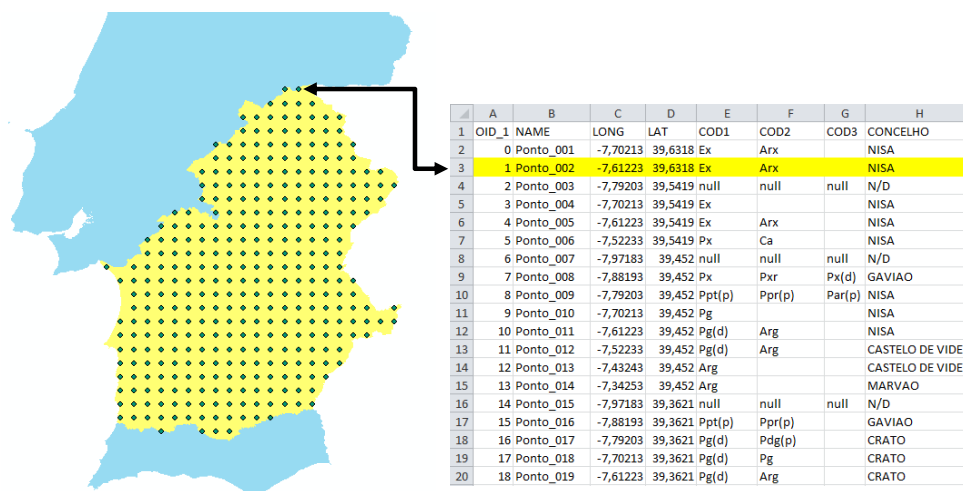 A B C D E F G H
1 OID_1 NAME LONG LAT COD1 COD2 COD3 CONCELHO
2 0 Ponto_001 -7,70213 39,6318 Ex Arx NISA
3 1 Ponto_002 -7,61223 39,6318 Ex Arx NISA
4 2 Ponto_003 -7,79203 39,5419 null null null N/D
5 3 Ponto_004 -7,70213 39,5419 Ex NISA
6 4 Ponto_005 -7,61223 39,5419 Ex Arx NISA
7 5 Ponto_006 -7,52233 39,5419 Px Ca NISA
8 6 Ponto_007 -7,97183 39,452 null null null N/D
9 7 Ponto_008 -7,88193 39,452 Px Pxr Px(d) GAVIAO
10 8 Ponto_009 -7,79203 39,452 Ppt(p) Ppr(p) Par(p) NISA
11 9 Ponto_010 -7,70213 39,452 Pg NISA
12 10 Ponto_011 -7,61223 39,452 Pg(d) Arg NISA
13 11 Ponto_012 -7,52233 39,452 Pg(d) Arg CASTELO DE VIDE
14 12 Ponto_013 -7,43243 39,452 Arg CASTELO DE VIDE
15 13 Ponto_014 -7,34253 39,452 Arg MARVAO
16 14 Ponto_015 -7,97183 39,3621 null null null N/D
17 15 Ponto_016 -7,88193 39,3621 Ppt(p) Ppr(p) GAVIAO
18 16 Ponto_017 -7,79203 39,3621 Pg(d) Pdg(p) CRATO
19 17 Ponto_018 -7,70213 39,3621 Pg(d) Pg CRATO
20 18 Ponto_019 -7,61223 39,3621 Pg(d) Arg CRATO